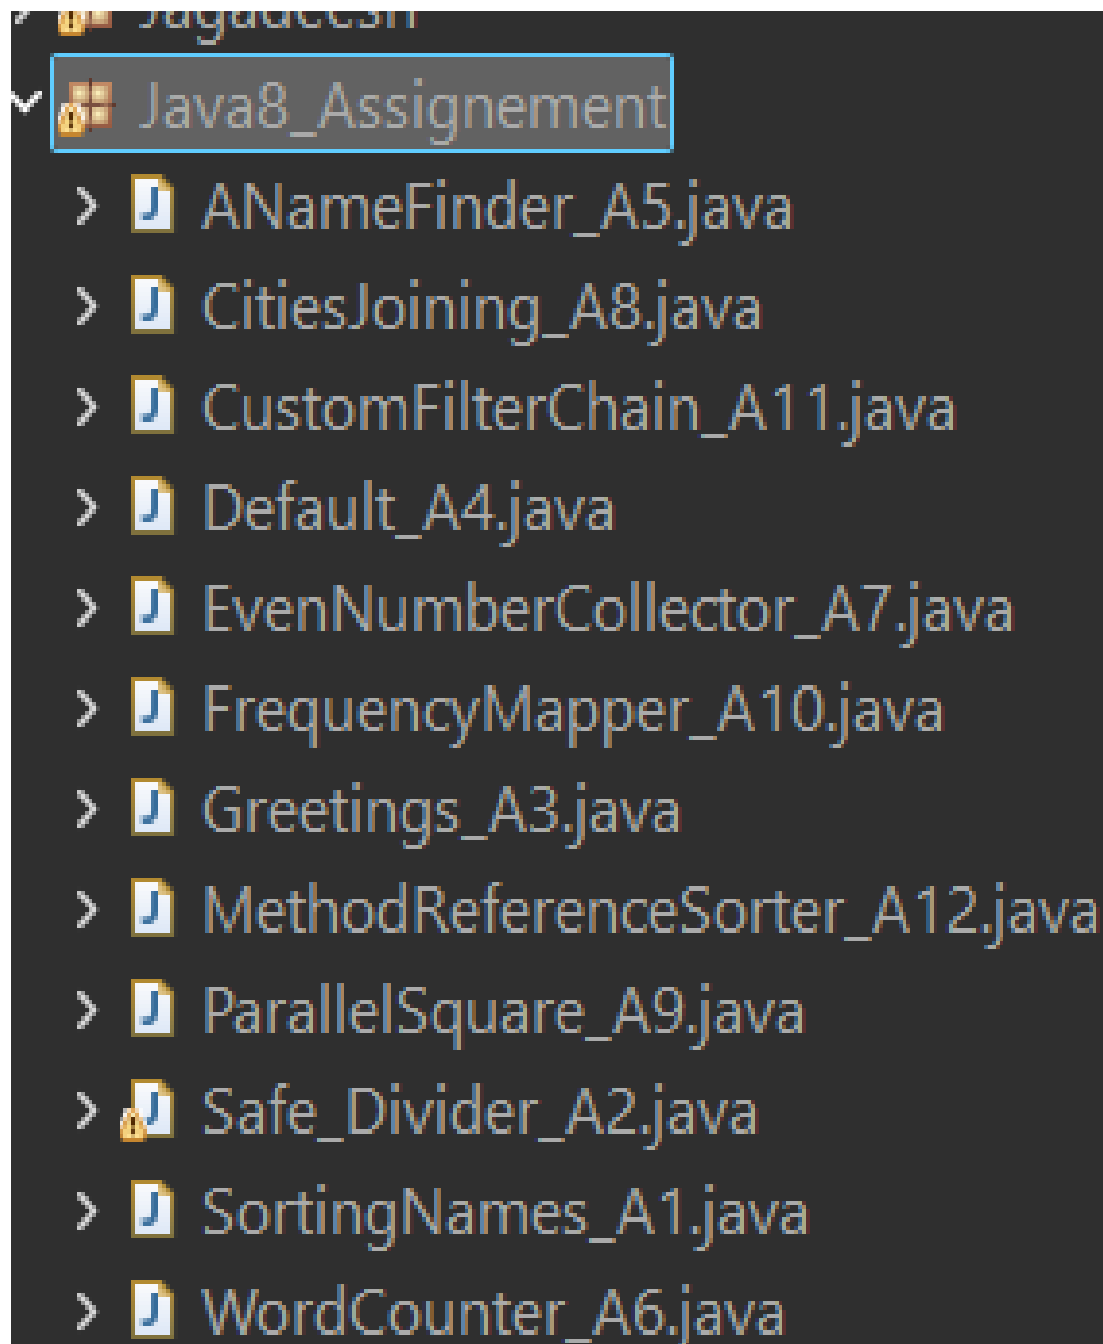 Jagadeesh
Java8_Assignement
ANameFinder_A5.java
CitiesJoining_A8.java
CustomFilterChain_A11.java
Default_A4.java
EvenNumberCollector_A7.java
FrequencyMapper_A10.java
Greetings_A3.java
MethodReferenceSorter_A12.java
ParallelSquare_A9.java
Safe_Divider_A2.java
SortingNames_A1.java
WordCounter_A6.java